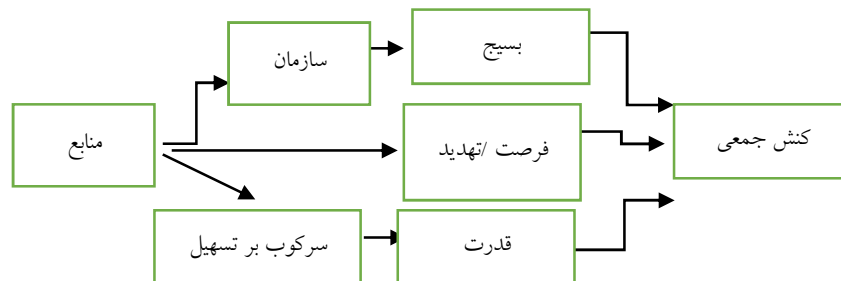 منابع
سازمان
بسیج
فرصت /تهدید
سرکوب بر تسهیل
قدرت
کنش جمعی